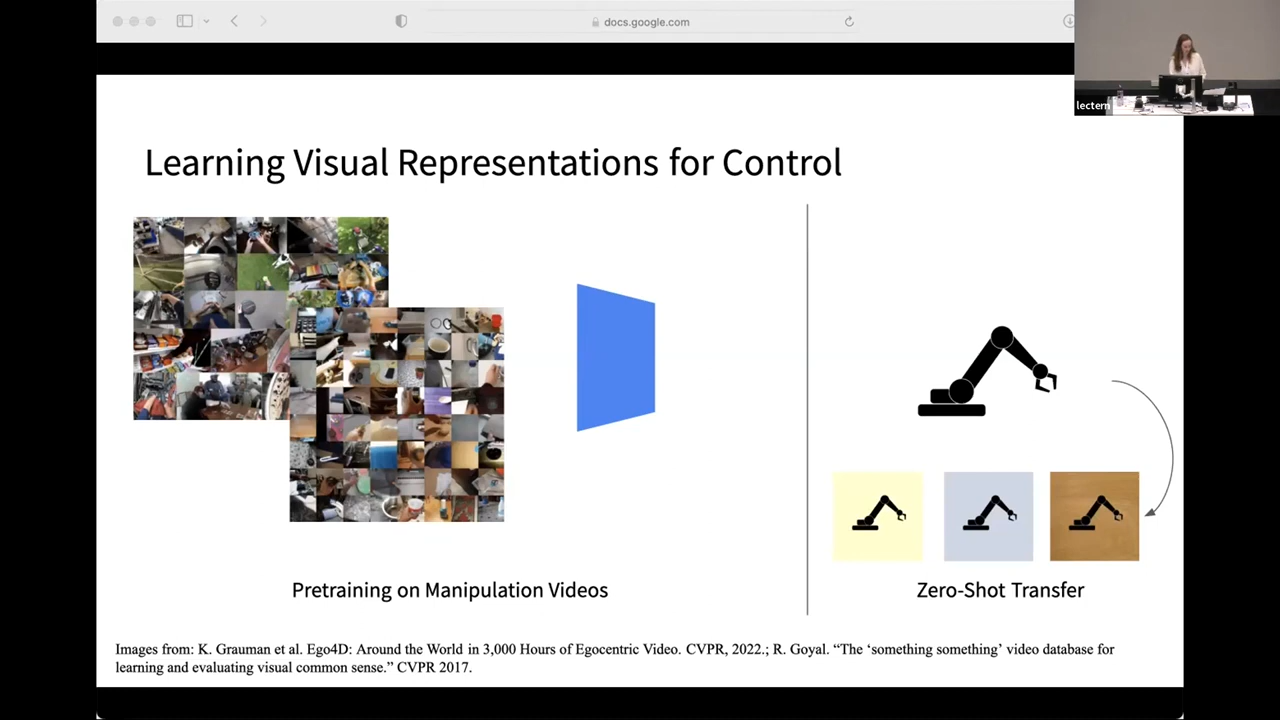 docs.google.com
lectern
Learning Visual Representations for Control
Pretraining on Manipulation Videos
Zero-Shot Transfer
Images from: K. Grauman et al. Ego4D: Around the World in 3,000 Hours of Egocentric Video. CVPR, 2022.; R. Goyal. “The ‘something something’ video database for
learning and evaluating visual common sense.” CVPR 2017.